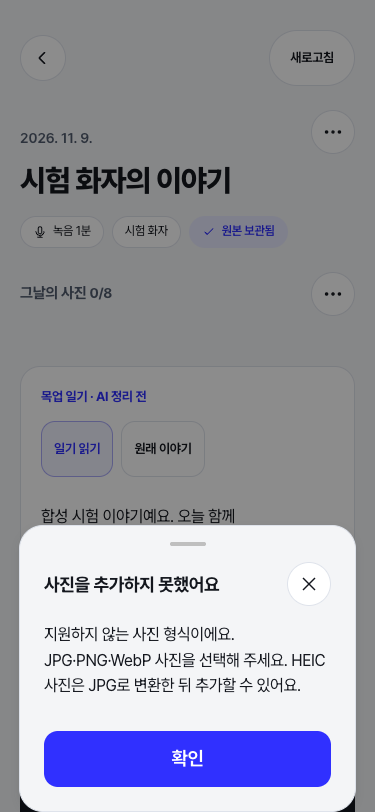 새로고침
2026. 11. 9.
시험 화자의 이야기
녹음 1분
시험 화자
원본 보관됨
그날의 사진 0/8
목업 일기 · AI 정리 전
일기 읽기
원래 이야기
합성 시험 이야기예요. 오늘 함께
사진을 추가하지 못했어요
지원하지 않는 사진 형식이에요.
JPG·PNG·WebP 사진을 선택해 주세요. HEIC
사진은 JPG로 변환한 뒤 추가할 수 있어요.
확인